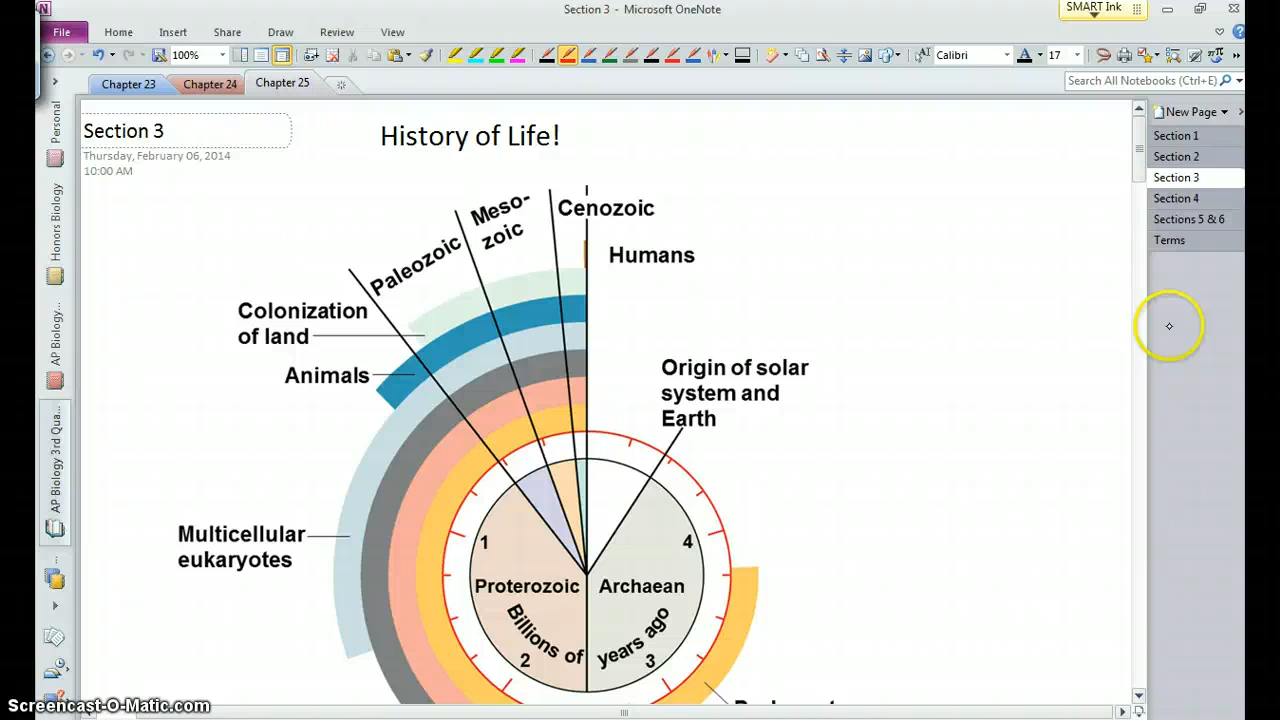 Section 3 - Microsoft OneNote
SMART Ink
File
Home
Insert
Share
Draw
Review
View
100%
Calibri
17
Chapter 23
Chapter 24
Chapter 25
Search All Notebooks (Ctrl+E)
Personal
Honors Biology
AP Biology...
AP Biology 3rd Qua...
New Page
Section 1
Section 2
Section 3
Section 4
Sections 5 & 6
Terms
Section 3
Thursday, February 06, 2014
10:00 AM
History of Life!
Meso-
zoic
Cenozoic
Paleozoic
Humans
Colonization
of land
Animals
Origin of solar
system and
Earth
Multicellular
eukaryotes
1
4
Proterozoic
Archaean
Billions of
years ago
2
3
Screencast-O-Matic.com